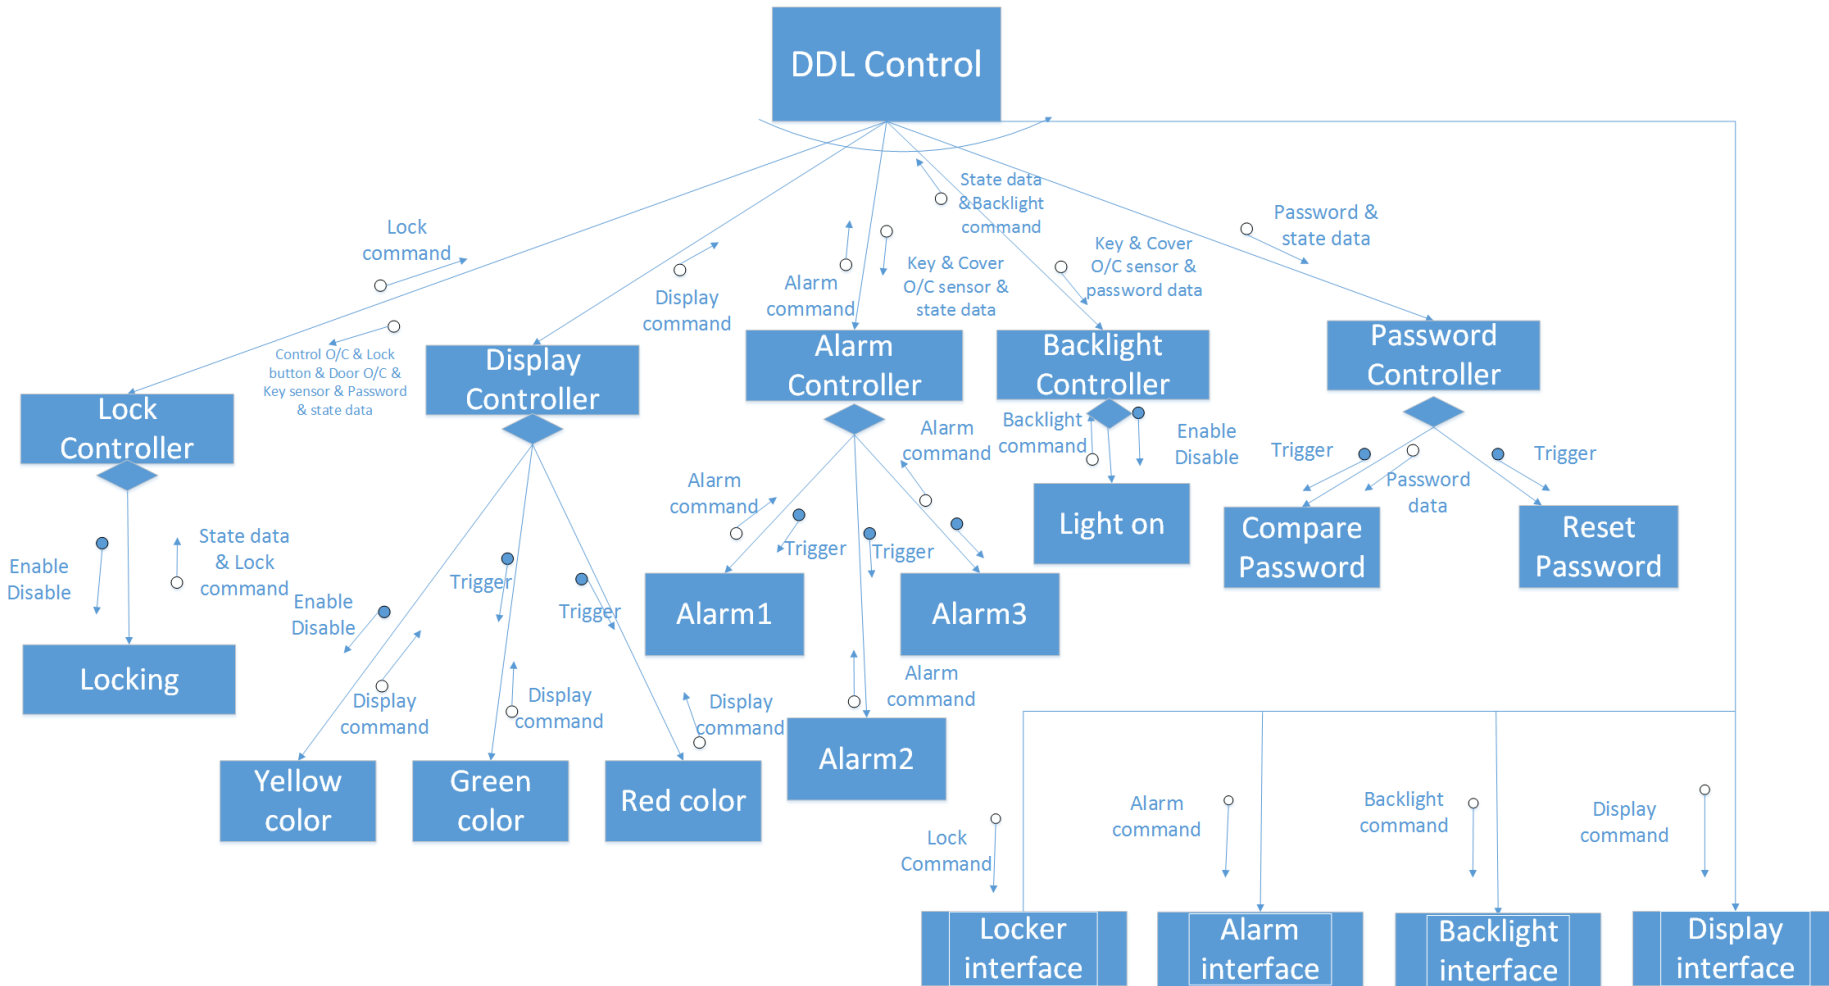 DDL Control
State data
&Backlight
command
Password &
state data
Lock
command
Key & Cover
O/C sensor &
password data
Key & Cover
O/C sensor &
state data
Alarm
command
Display
command
Control O/C & Lock
button & Door O/C &
Key sensor & Password
& state data
Lock
Controller
Display
Controller
Alarm
Controller
Backlight
Controller
Password
Controller
Backlight
command
Enable
Disable
Alarm
command
Alarm
command
Trigger
Password
data
Trigger
Light on
Compare
Password
Reset
Password
Enable
Disable
State data
& Lock
command
Trigger
Trigger
Enable
Disable
Trigger
Trigger
Alarm1
Alarm3
Locking
Display
command
Display
command
Display
command
Alarm
command
Alarm2
Yellow
color
Green
color
Red color
Lock
Command
Alarm
command
Backlight
command
Display
command
Locker
interface
Alarm
interface
Backlight
interface
Display
interface